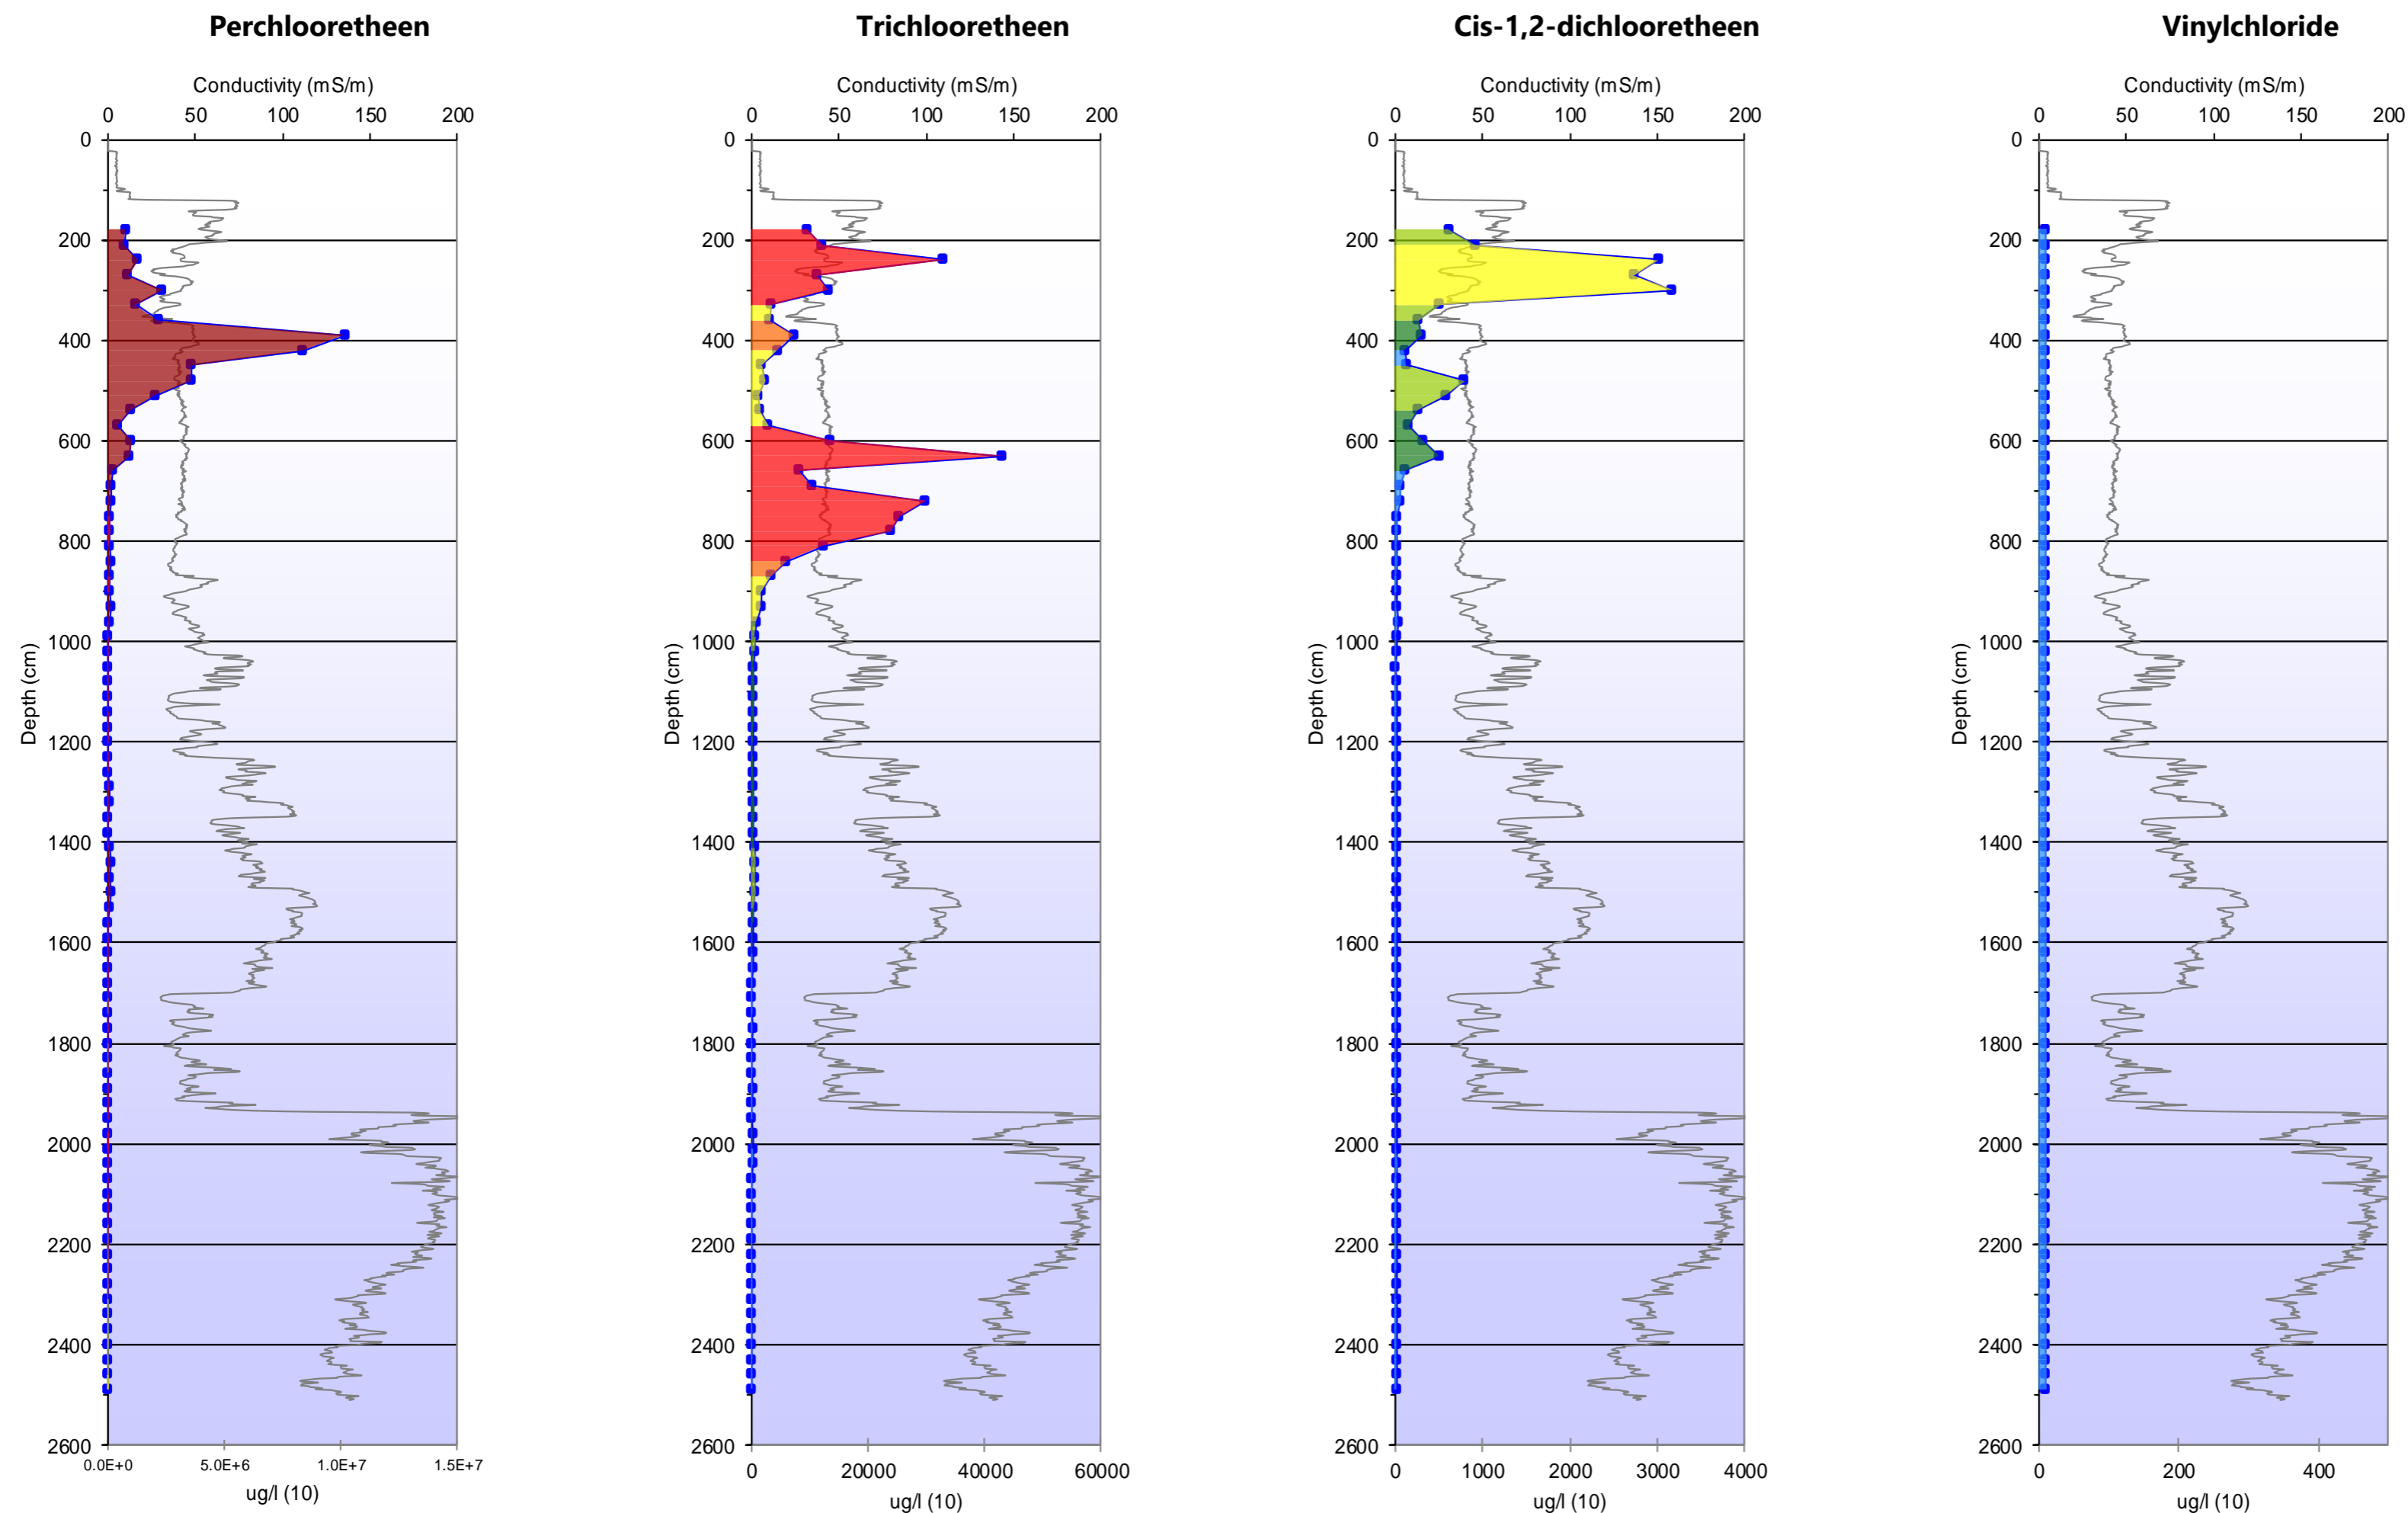 Perchlooretheen
Conductivity (mS/m)
0 50 100 150 200
0
200
400
600
800
1000
1200
1400
1600
1800
2000
2200
2400
2600
Depth (cm)
0.0E+0 5.0E+6 1.0E+7 1.5E+7
ug/l (10)
Trichlooretheen
Conductivity (mS/m)
0 50 100 150 200
0
200
400
600
800
1000
1200
1400
1600
1800
2000
2200
2400
2600
Depth (cm)
0 20000 40000 60000
ug/l (10)
Cis-1,2-dichlooretheen
Conductivity (mS/m)
0 50 100 150 200
0
200
400
600
800
1000
1200
1400
1600
1800
2000
2200
2400
2600
Depth (cm)
0 1000 2000 3000 4000
ug/l (10)
Vinylchloride
Conductivity (mS/m)
0 50 100 150 200
0
200
400
600
800
1000
1200
1400
1600
1800
2000
2200
2400
2600
Depth (cm)
0 200 400
ug/l (10)